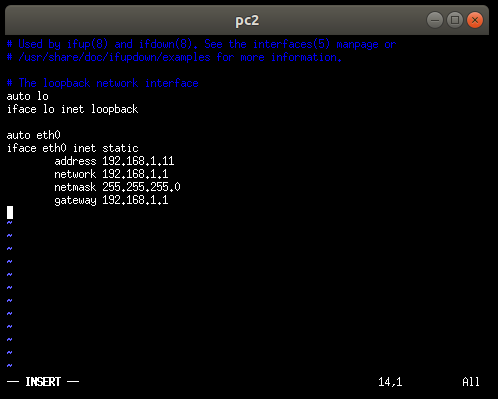 pc2
# Used by ifup(8) and ifdown(8). See the interfaces(5) manpage or
# /usr/share/doc/ifupdown/examples for more information.
# The loopback network interface
auto lo
iface lo inet loopback
auto eth0
iface eth0 inet static
address 192.168.1.11
network 192.168.1.1
netmask 255.255.255.0
gateway 192.168.1.1
~
~
~
~
~
~
~
~
~
~
~
~
-- INSERT -- 14,1 All